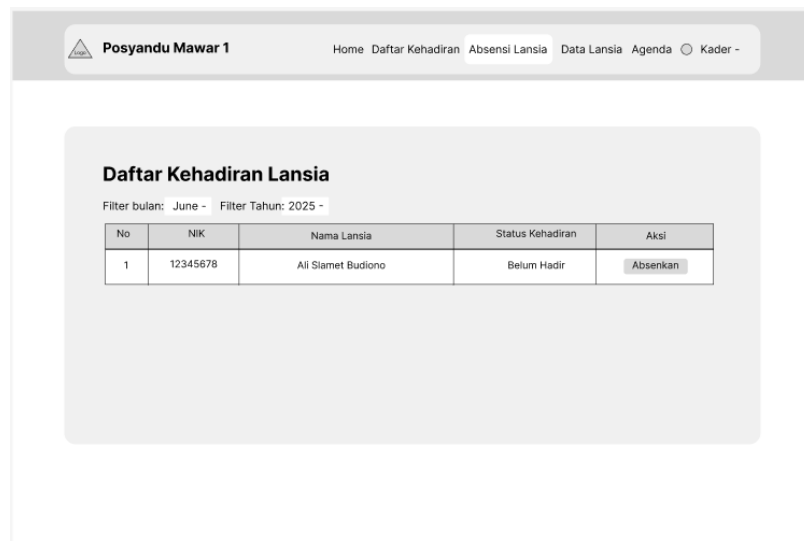 Logo Posyandu Mawar 1 Home Daftar Kehadiran Absensi Lansia Data Lansia Agenda Kader -
Daftar Kehadiran Lansia
Filter bulan: June - Filter Tahun: 2025 -
No NIK Nama Lansia Status Kehadiran Aksi
1 12345678 Ali Slamet Budiono Belum Hadir Absenkan